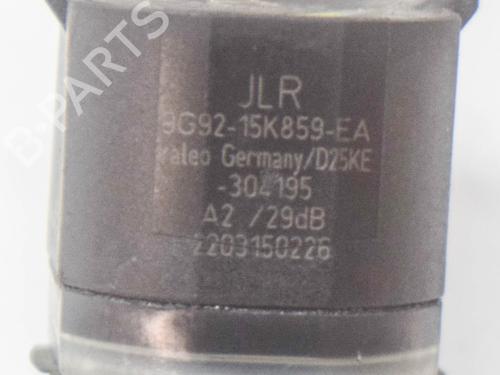 B-PARTS
JLR
9G92-15K859-EA
valeo Germany/D25KE
-304195
A2 /29dB
2203150226